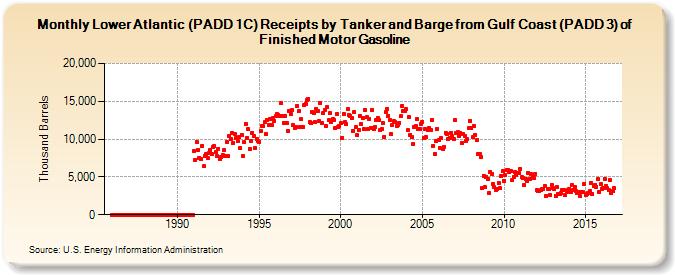 Monthly Lower Atlantic (PADD 1C) Receipts by Tanker and Barge from Gulf Coast (PADD 3) of
Finished Motor Gasoline
Thousand Barrels
20,000
15,000
10,000
5,000
0
1990
1995
2000
2005
2010
2015
Source: U.S. Energy Information Administration